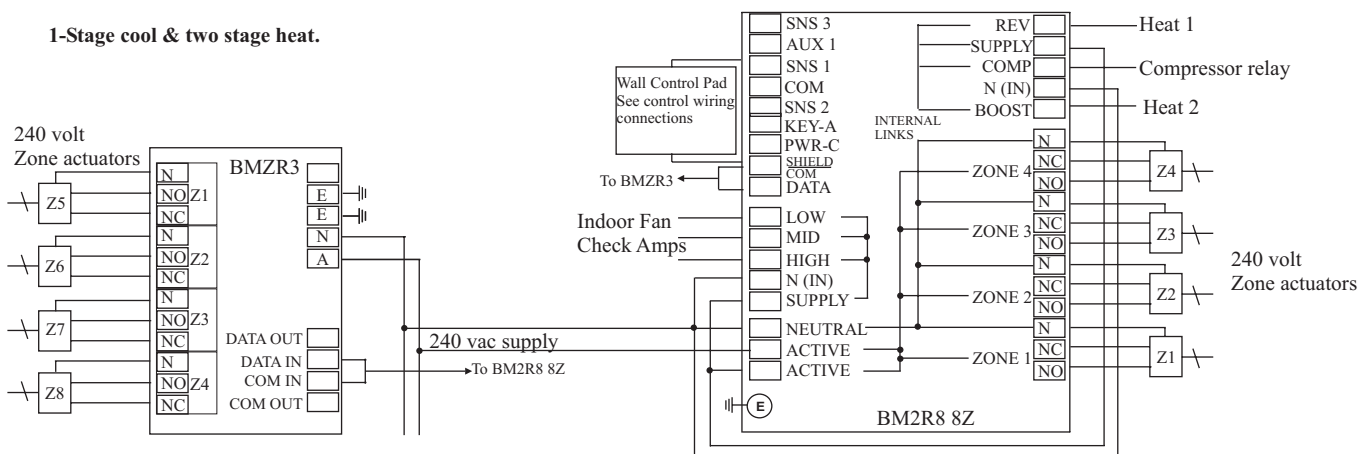 1-Stage cool & two stage heat.
240 volt
Zone actuators
Z5
Z6
Z7
Z8
BMZR3
N
NO
NC
Z1
N
NO
NC
Z2
N
NO
NC
Z3
N
NO
NC
Z4
E
E
N
A
DATA OUT
DATA IN
COM IN
COM OUT
To BM2R8 8Z
240 vac supply
Wall Control Pad
See control wiring
connections
To BMZR3
Indoor Fan
Check Amps
SNS 3
AUX 1
SNS 1
COM
SNS 2
KEY-A
PWR-C
SHIELD
COM
DATA
LOW
MID
HIGH
N (IN)
SUPPLY
NEUTRAL
ACTIVE
ACTIVE
E
BM2R8 8Z
INTERNAL
LINKS
REV
SUPPLY
COMP
N (IN)
BOOST
Heat 1
Compressor relay
Heat 2
ZONE 4
N
NC
NO
Z4
ZONE 3
N
NC
NO
Z3
ZONE 2
N
NC
NO
Z2
ZONE 1
N
NC
NO
Z1
240 volt
Zone actuators